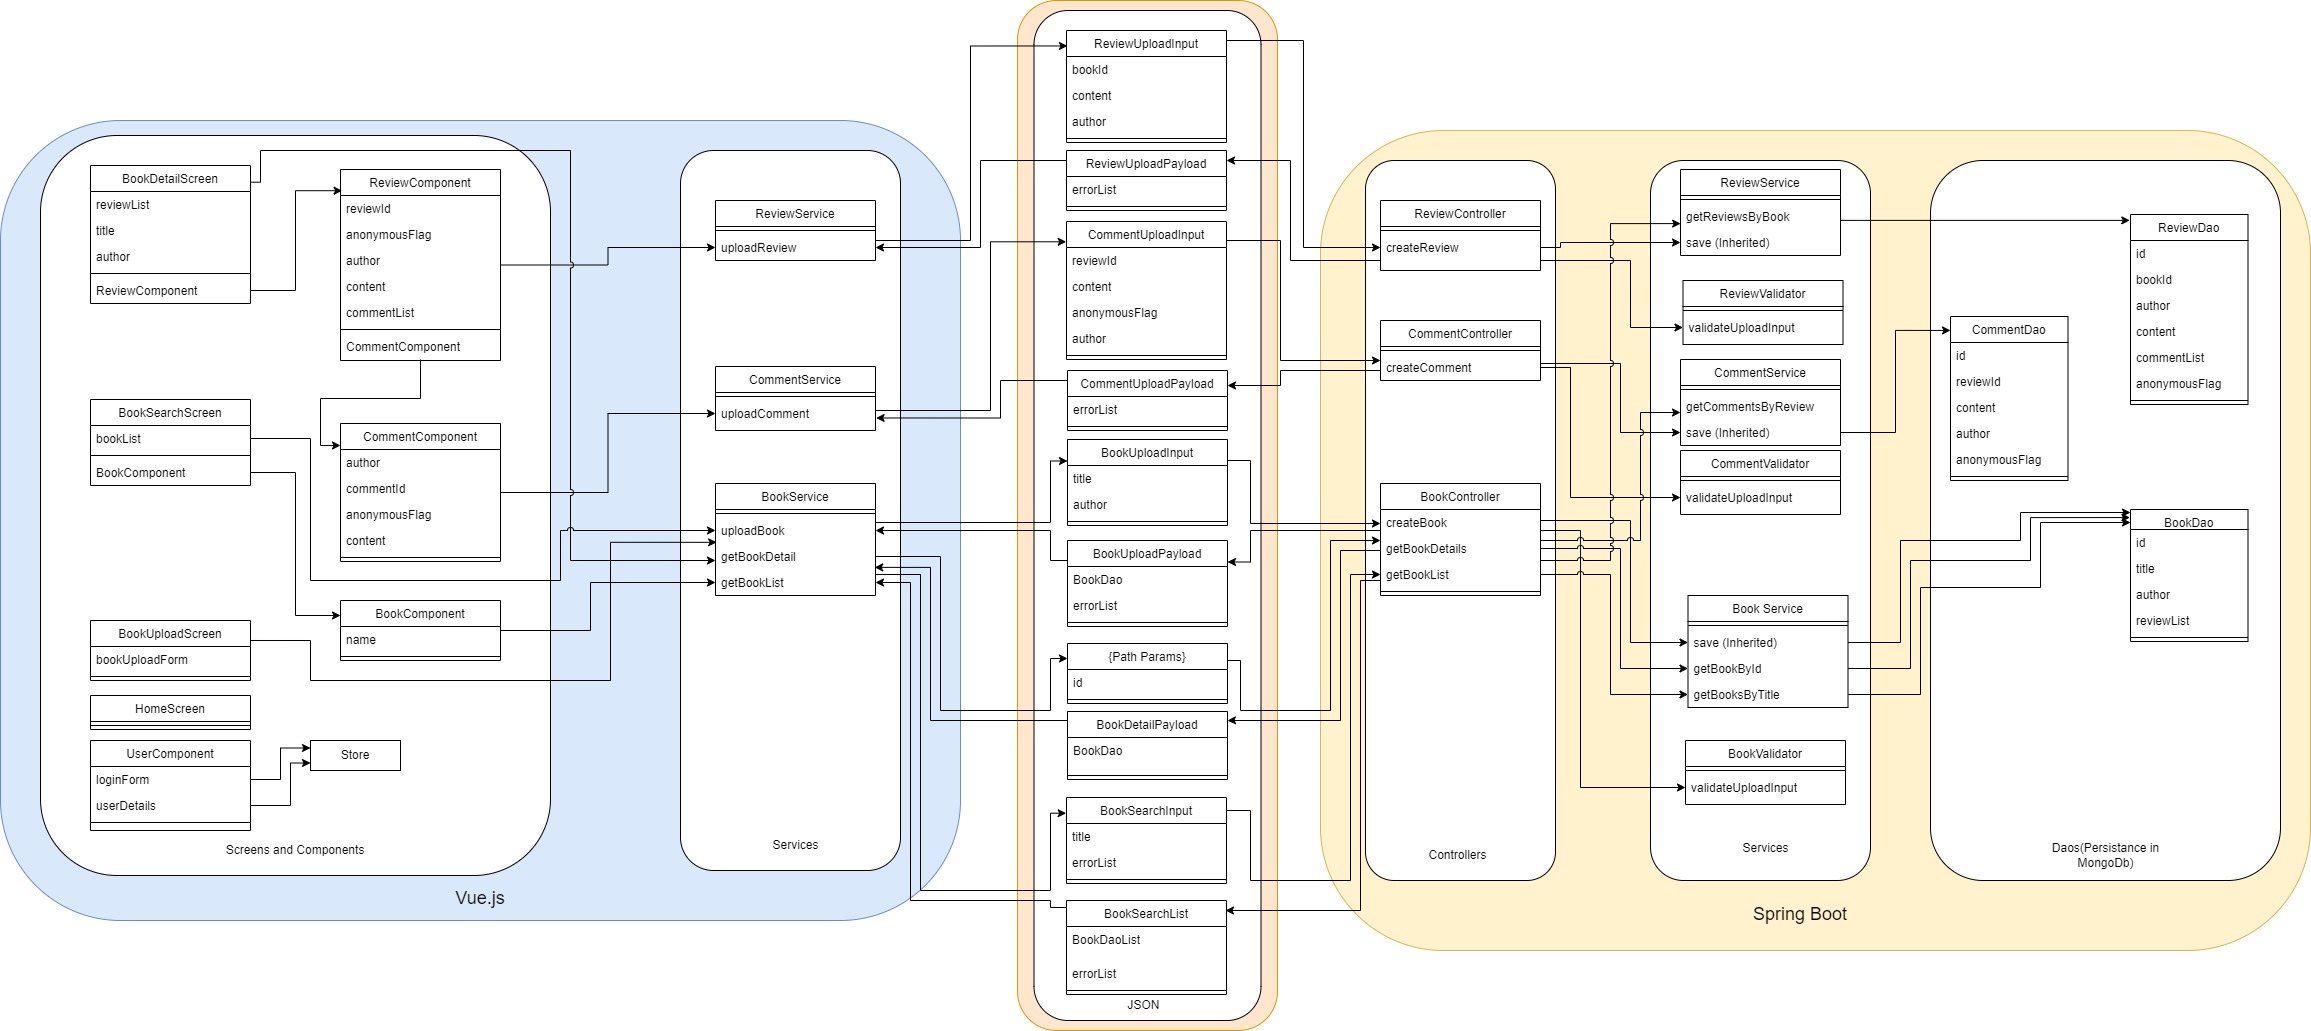 BookDetailScreen
reviewList
title
author
ReviewComponent
ReviewComponent
reviewId
anonymousFlag
author
content
commentList
CommentComponent
BookSearchScreen
bookList
BookComponent
CommentComponent
author
commentId
anonymousFlag
content
BookComponent
name
BookUploadScreen
bookUploadForm
HomeScreen
UserComponent
loginForm
userDetails
Store
Screens and Components
ReviewService
uploadReview
CommentService
uploadComment
BookService
uploadBook
getBookDetail
getBookList
Services
Vue.js
ReviewUploadInput
bookId
content
author
ReviewUploadPayload
errorList
CommentUploadInput
reviewId
content
anonymousFlag
author
CommentUploadPayload
errorList
BookUploadInput
title
author
BookUploadPayload
BookDao
errorList
{Path Params}
id
BookDetailPayload
BookDao
BookSearchInput
title
errorList
BookSearchList
BookDaoList
errorList
JSON
ReviewController
createReview
CommentController
createComment
BookController
createBook
getBookDetails
getBookList
Controllers
ReviewService
getReviewsByBook
save (Inherited)
ReviewValidator
validateUploadInput
CommentService
getCommentsByReview
save (Inherited)
CommentValidator
validateUploadInput
Book Service
save (Inherited)
getBookById
getBooksByTitle
BookValidator
validateUploadInput
Services
ReviewDao
id
bookId
author
content
commentList
anonymousFlag
CommentDao
id
reviewId
content
author
anonymousFlag
BookDao
id
title
author
reviewList
Daos(Persistance in
MongoDb)
Spring Boot